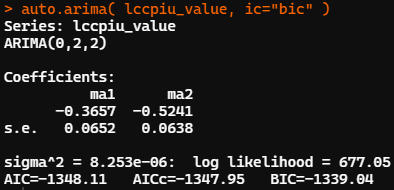 > auto.arima( lccpiu_value, ic="bic" )
Series: lccpiu_value
ARIMA(0,2,2)
Coefficients:
ma1 ma2
-0.3657 -0.5241
s.e. 0.0652 0.0638
sigma^2 = 8.253e-06: log likelihood = 677.05
AIC=-1348.11 AICc=-1347.95 BIC=-1339.04